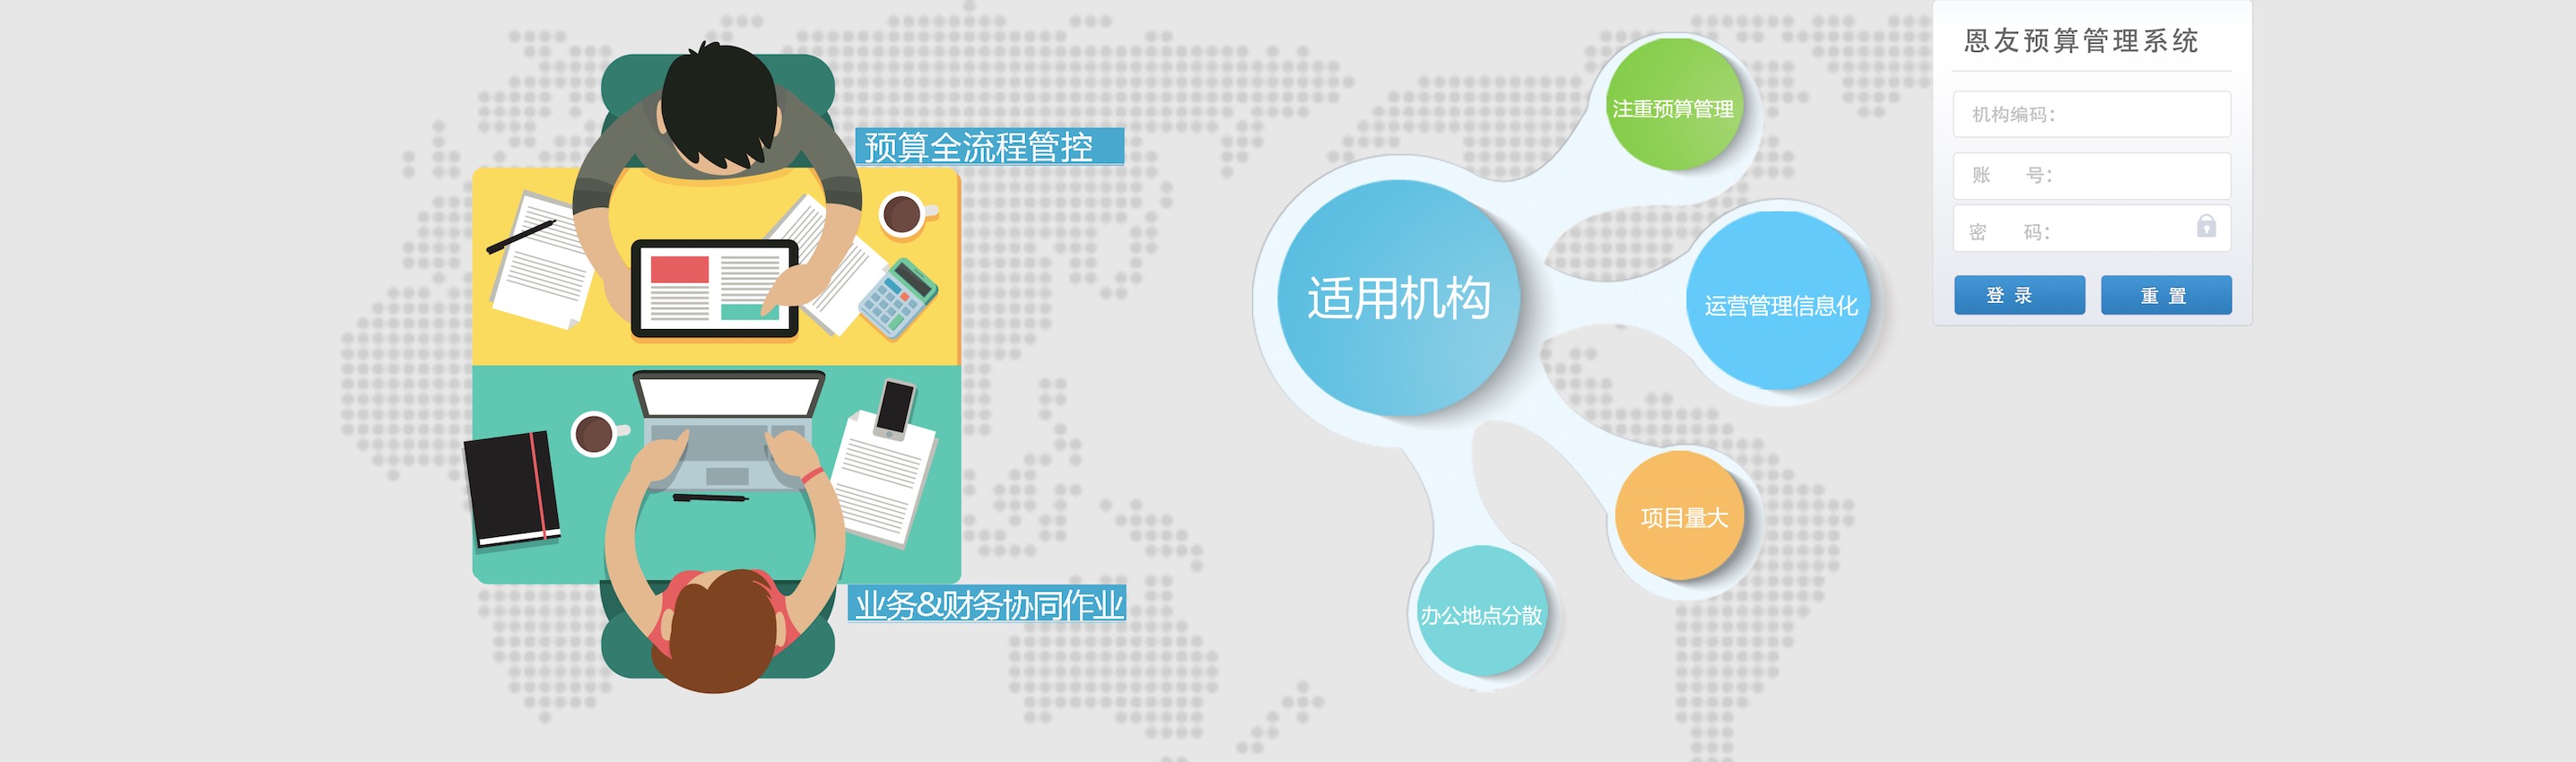 预算全流程管控
业务&财务协同作业
适用机构
注重预算管理
运营管理信息化
项目量大
办公地点分散
恩友预算管理系统
机构编码：
账 号：
密 码：
登 录
重 置